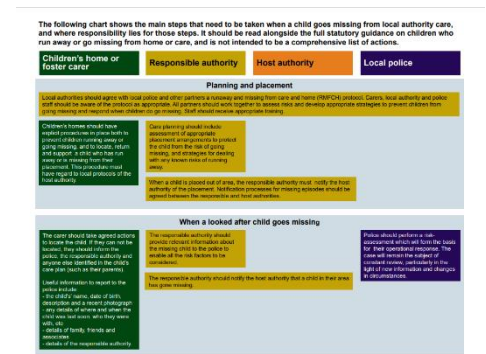 The following chart shows the main steps that need to be taken when a child goes missing from local authority care,
and where responsibility lies for those steps. It should be read alongside the full statutory guidance on children who
run away or go missing from home or care, and is not intended to be a comprehensive list of actions.
Children's home or
foster carer
Responsible authority
Host authority
Local police
Planning and placement
Local authorities should agree with local police and other partners a runaway and missing from care and home (RMFCH) protocol. Carers, local authority and police
staff should be aware of the protocol as appropriate. All partners should work together to assess risks and develop appropriate strategies to prevent children from
going missing and respond when children do go missing. Staff should receive appropriate training.
Children's homes should have
explicit procedures in place both to
prevent children running away or
going missing, and to locate, return
and support a child who has run
away or is missing from their
placement. This procedure must
have regard to local protocols of the
host authority.
Care planning should include
assessment of appropriate
placement arrangements to protect
the child from the risk of going
missing, and strategies for dealing
with any known risks of running
away.
When a child is placed out of area, the responsible authority must notify the host
authority of the placement. Notification processes for missing episodes should be
agreed between the responsible and host authorities.
When a looked after child goes missing
The carer should take agreed actions
to locate the child. If they can not be
located, they should inform the
police, the responsible authority and
anyone else identified in the child's
care plan (such as their parents).
Useful information to report to the
police include:
- the child's name, date of birth,
description and a recent photograph
- any details of where and when the
child was last seen, who they were
with, etc
- details of family, friends and
associates
- details of the responsible authority.
The responsible authority should
provide relevant information about
the missing child to the police to
enable all the risk factors to be
considered.
The responsible authority should notify the host authority that a child in their area
has gone missing.
Police should perform a risk-
assessment which will form the basis
for their operational response. The
case will remain the subject of
constant review, particularly in the
light of new information and changes
in circumstances.